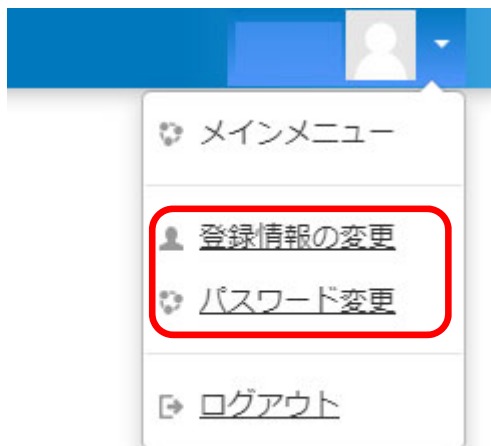 メインメニュー
登録情報の変更
パスワード変更
ログアウト